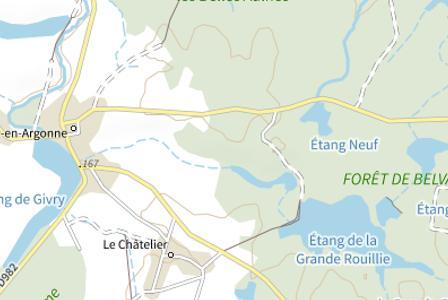 -en-Argonne
167
Étang Neuf
FORÊT DE BELVA
ng de Givry
Étang
Le Châtelier
Étang de la
Grande Rouillie
D982